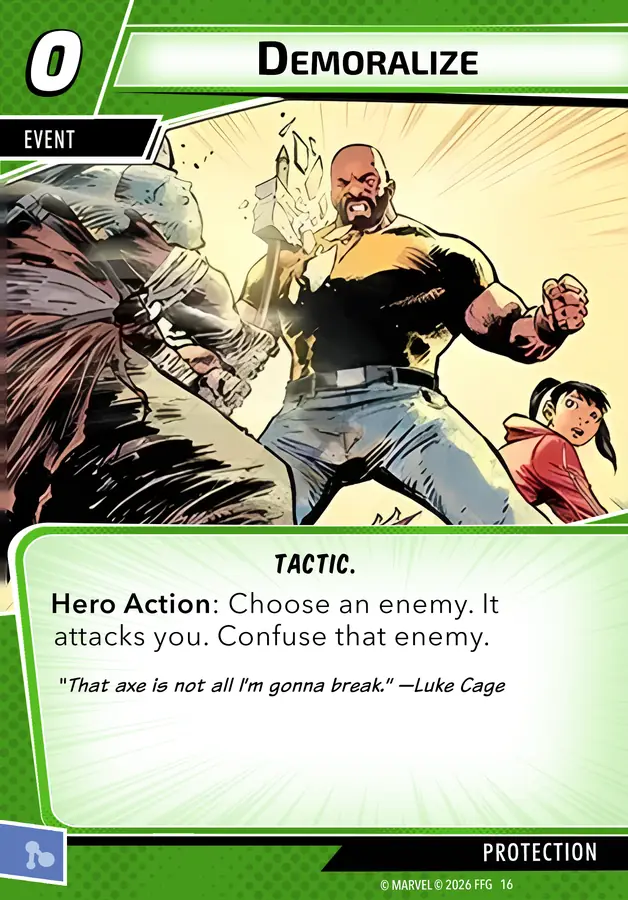 0
DEMORALIZE
EVENT
TACTIC.
Hero Action: Choose an enemy. It
attacks you. Confuse that enemy.
"That axe is not all I'm gonna break." —Luke Cage
PROTECTION
© MARVEL © 2026 FFG 16